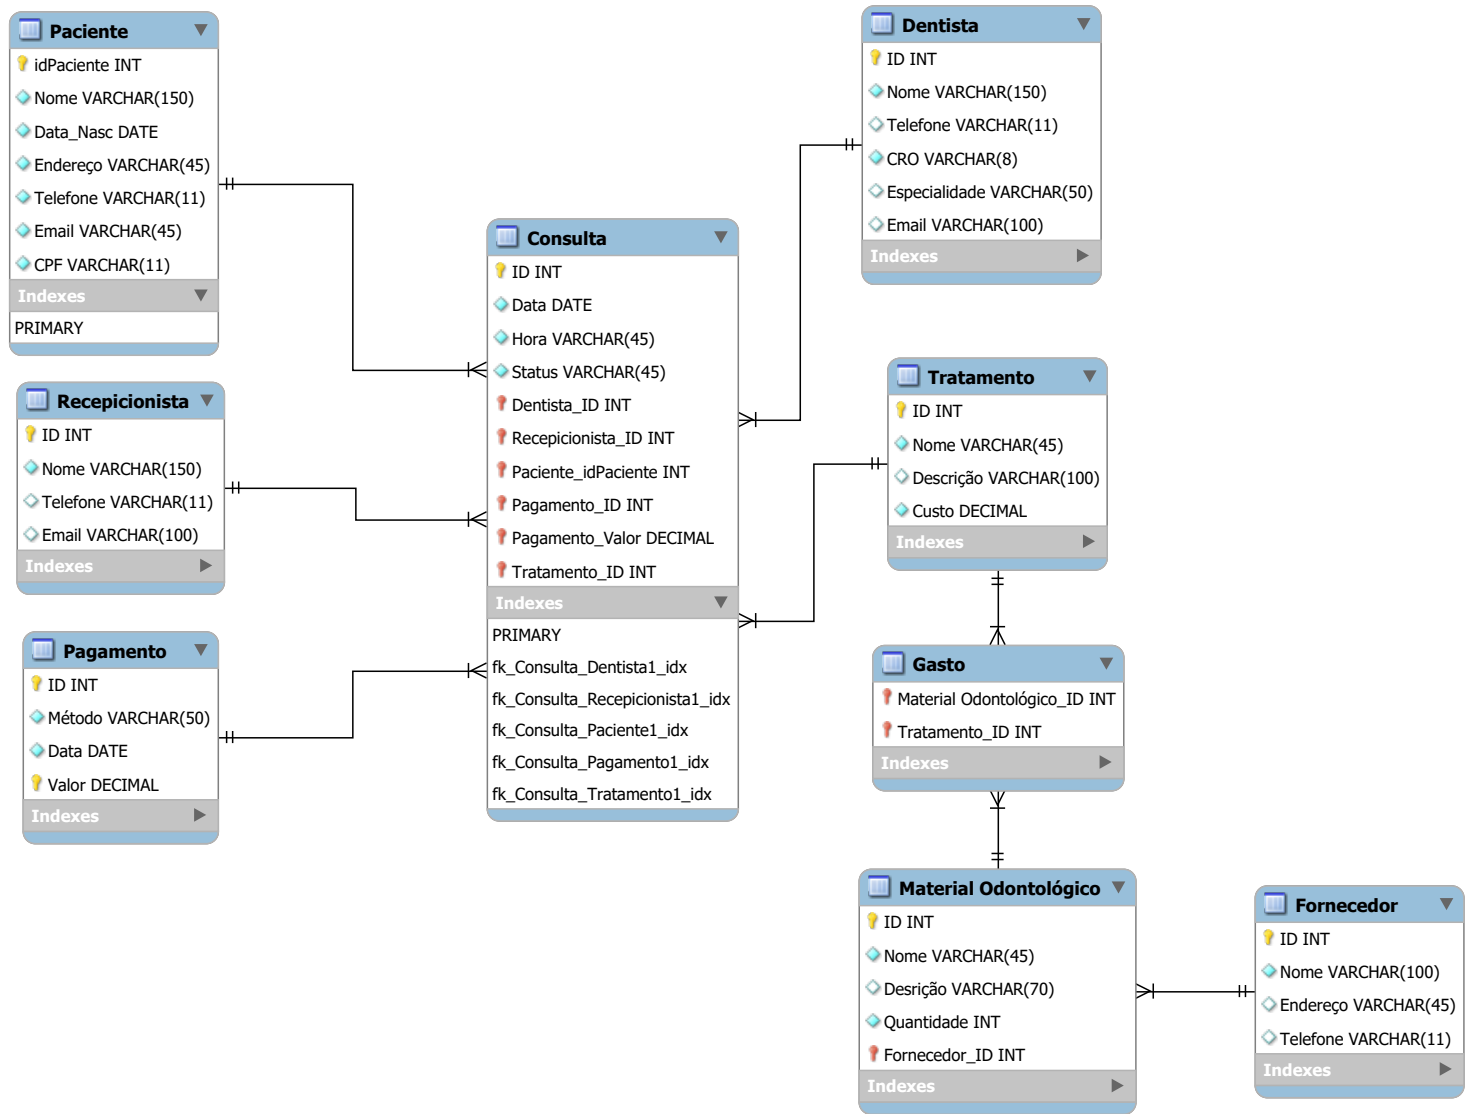 Paciente
idPaciente INT
Nome VARCHAR(150)
Data_Nasc DATE
Endereço VARCHAR(45)
Telefone VARCHAR(11)
Email VARCHAR(45)
CPF VARCHAR(11)
Indexes
PRIMARY
Recepicionista
ID INT
Nome VARCHAR(150)
Telefone VARCHAR(11)
Email VARCHAR(100)
Indexes
Pagamento
ID INT
Método VARCHAR(50)
Data DATE
Valor DECIMAL
Indexes
Consulta
ID INT
Data DATE
Hora VARCHAR(45)
Status VARCHAR(45)
Dentista_ID INT
Recepicionista_ID INT
Paciente_idPaciente INT
Pagamento_ID INT
Pagamento_Valor DECIMAL
Tratamento_ID INT
Indexes
PRIMARY
fk_Consulta_Dentista1_idx
fk_Consulta_Recepicionista1_idx
fk_Consulta_Paciente1_idx
fk_Consulta_Pagamento1_idx
fk_Consulta_Tratamento1_idx
Dentista
ID INT
Nome VARCHAR(150)
Telefone VARCHAR(11)
CRO VARCHAR(8)
Especialidade VARCHAR(50)
Email VARCHAR(100)
Indexes
Tratamento
ID INT
Nome VARCHAR(45)
Descrição VARCHAR(100)
Custo DECIMAL
Indexes
Gasto
Material Odontológico_ID INT
Tratamento_ID INT
Indexes
Material Odontológico
ID INT
Nome VARCHAR(45)
Desrição VARCHAR(70)
Quantidade INT
Fornecedor_ID INT
Indexes
Fornecedor
ID INT
Nome VARCHAR(100)
Endereço VARCHAR(45)
Telefone VARCHAR(11)
Indexes